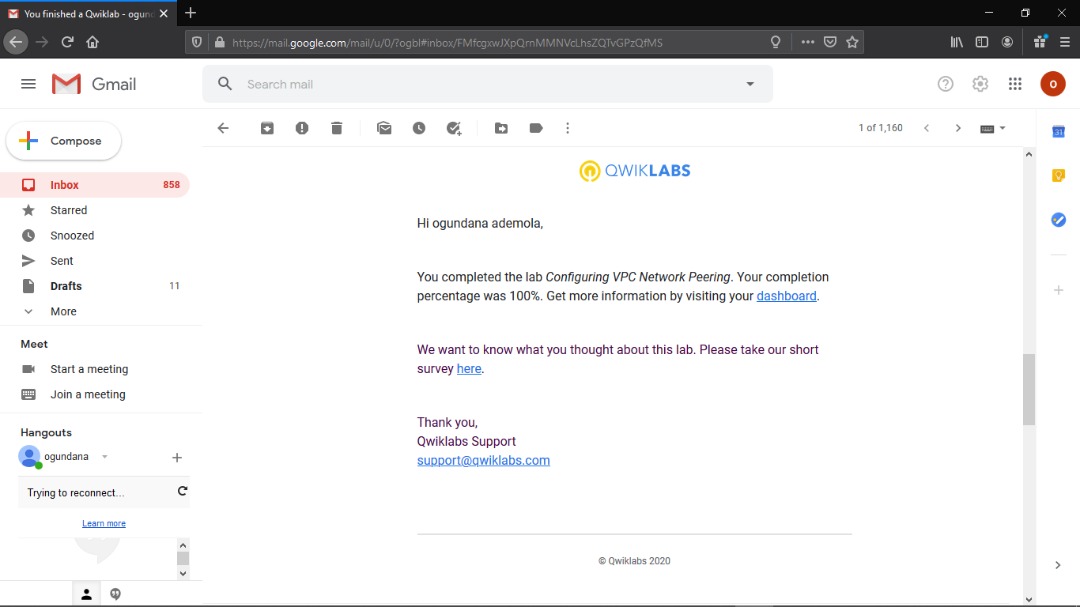 You finished a Qwiklab - ogund
https://mail.google.com/mail/u/0/?ogbl#inbox/FMfcgxwJXpQrnMMNVcLhsZQTvGPzQfMS
Gmail
Search mail
O
Compose
1 of 1,160
31
Inbox 858
Starred
Snoozed
Sent
Drafts 11
More
Meet
Start a meeting
Join a meeting
Hangouts
ogundana
Trying to reconnect...
Learn more
QWIKLABS
Hi ogundana ademola,
You completed the lab Configuring VPC Network Peering. Your completion
percentage was 100%. Get more information by visiting your dashboard.
We want to know what you thought about this lab. Please take our short
survey here.
Thank you,
Qwiklabs Support
support@qwiklabs.com
© Qwiklabs 2020